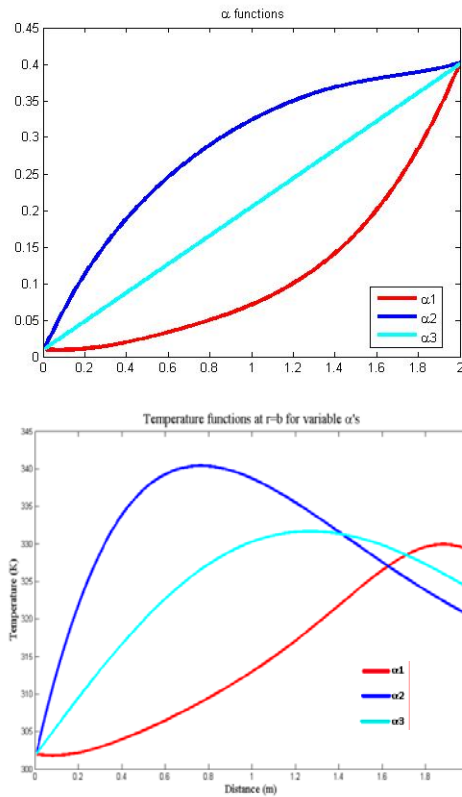 α functions
0.45
0.4
0.35
0.3
0.25
0.2
0.15
0.1
0.05
0
0 0.2 0.4 0.6 0.8 1 1.2 1.4 1.6 1.8 2
α1
α2
α3
Temperature functions at r=b for variable α's
345
340
335
330
325
320
315
310
305
300
Temperature (K)
0 0.2 0.4 0.6 0.8 1 1.2 1.4 1.6 1.8
Distance (m)
α1
α2
α3